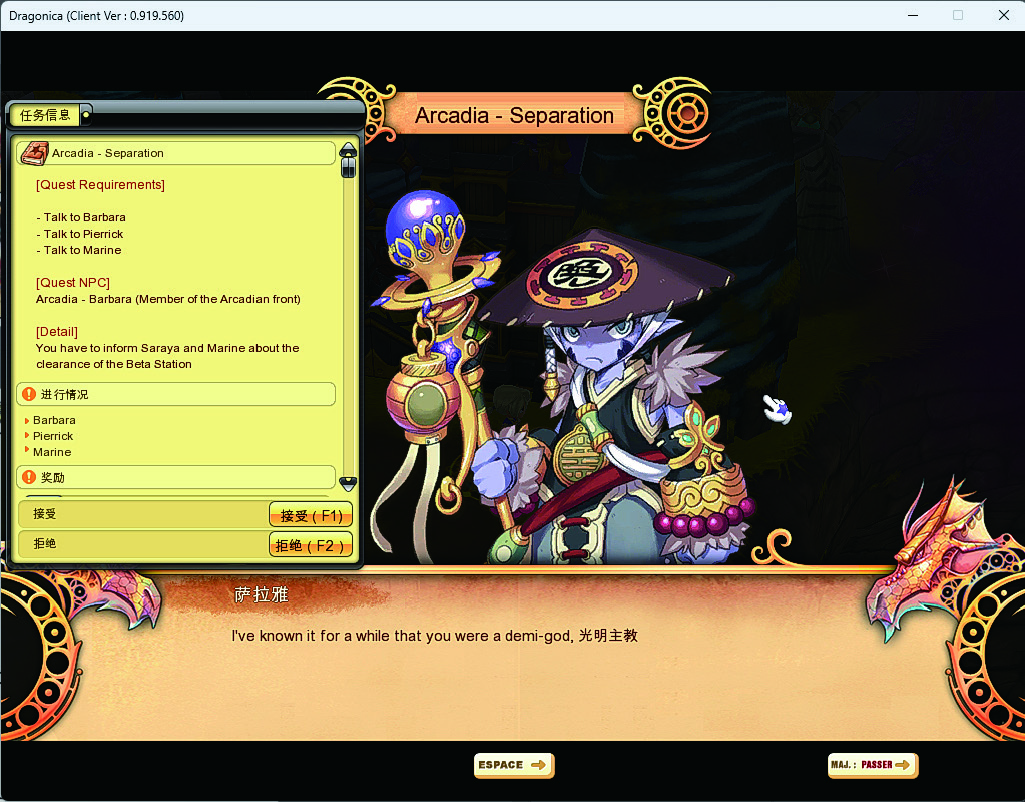 Dragonica (Client Ver : 0.919.560)
Arcadia - Separation
任务信息
Arcadia - Separation
[Quest Requirements]
- Talk to Barbara
- Talk to Pierrick
- Talk to Marine
[Quest NPC]
Arcadia - Barbara (Member of the Arcadian front)
[Detail]
You have to inform Saraya and Marine about the
clearance of the Beta Station
进行情况
Barbara
Pierrick
Marine
奖励
接受
接受 ( F1)
拒绝
拒绝 ( F2 )
萨拉雅
I've known it for a while that you were a demi-god, 光明主教
ESPACE
MAJ. : PASSER